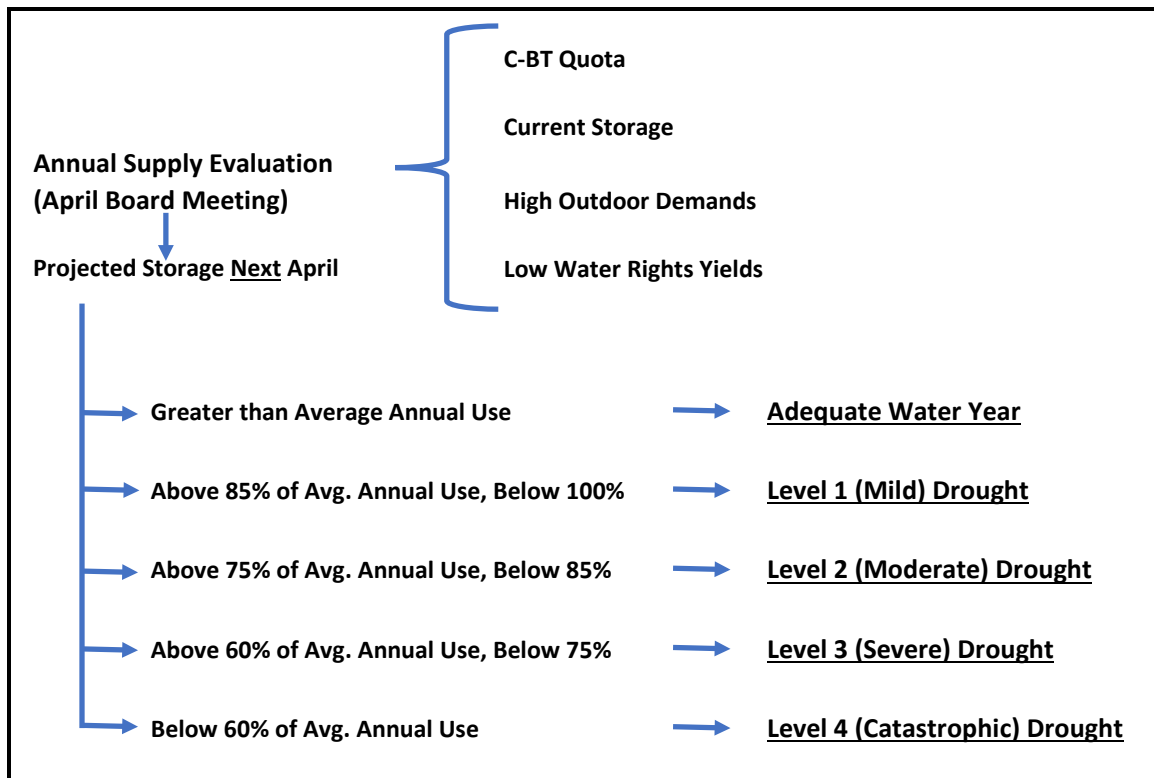 C-BT Quota
Current Storage
Annual Supply Evaluation
(April Board Meeting)
High Outdoor Demands
Projected Storage Next April
Low Water Rights Yields
Greater than Average Annual Use
Adequate Water Year
Above 85% of Avg. Annual Use, Below 100%
Level 1 (Mild) Drought
Above 75% of Avg. Annual Use, Below 85%
Level 2 (Moderate) Drought
Above 60% of Avg. Annual Use, Below 75%
Level 3 (Severe) Drought
Below 60% of Avg. Annual Use
Level 4 (Catastrophic) Drought